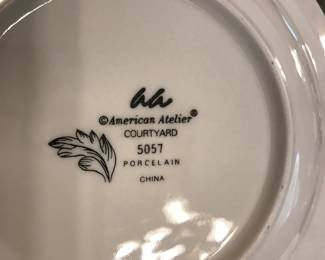 aa
©American Atelier®
COURTYARD
5057
PORCELAIN
CHINA